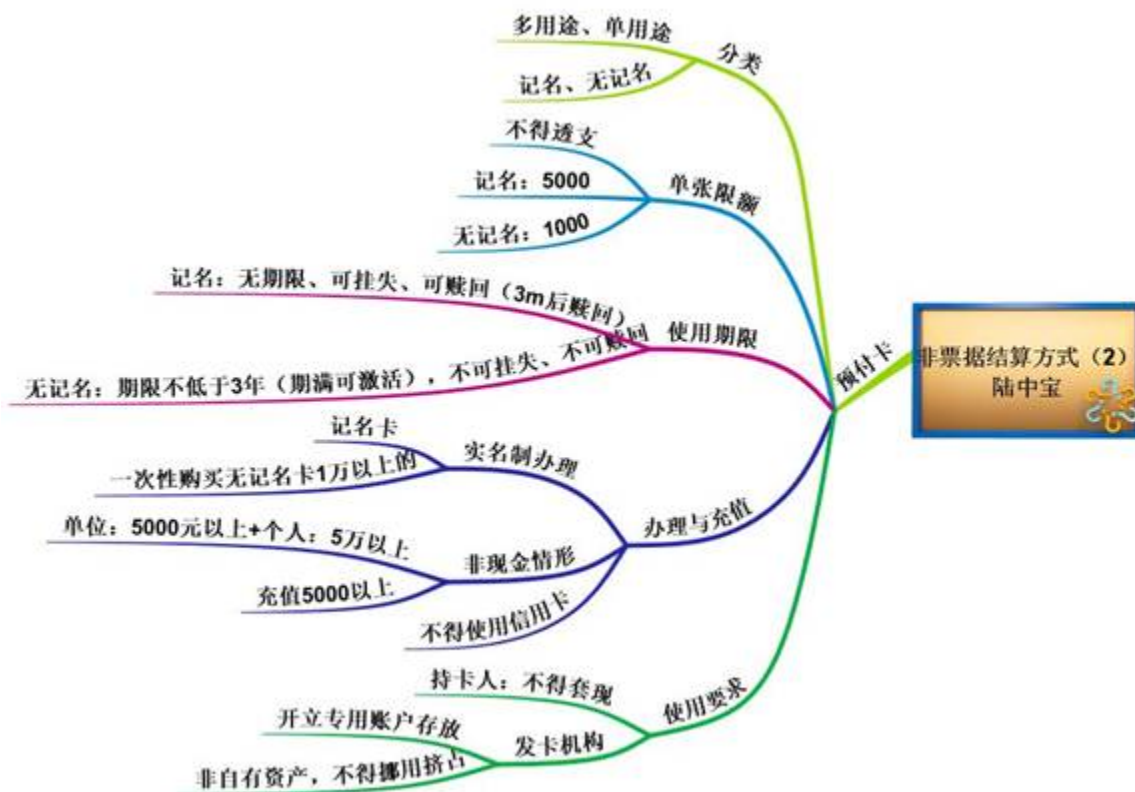 多用途、单用途
分类
记名、无记名
不得透支
记名：5000
单张限额
无记名：1000
记名：无期限、可挂失、可赎回（3m后赎回）
使用期限
无记名：期限不低于3年（期满可激活），不可挂失、不可赎回
预付卡
非票据结算方式（2）
陆中宝
记名卡
实名制办理
一次性购买无记名卡1万以上的
办理与充值
单位：5000元以上+个人：5万以上
非现金情形
充值5000以上
不得使用信用卡
持卡人：不得套现
使用要求
开立专用账户存放
发卡机构
非自有资产，不得挪用挤占